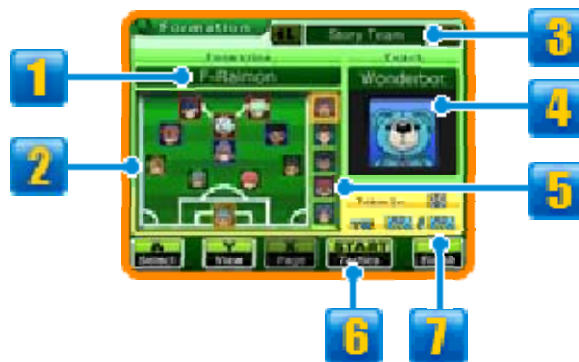 Formation
L
Story Team
3
Formation
Coach
1
F-Raimon
Wonderbot
4
2
5
A
Y
X
START
Select
View
Page
Tactics
6
7